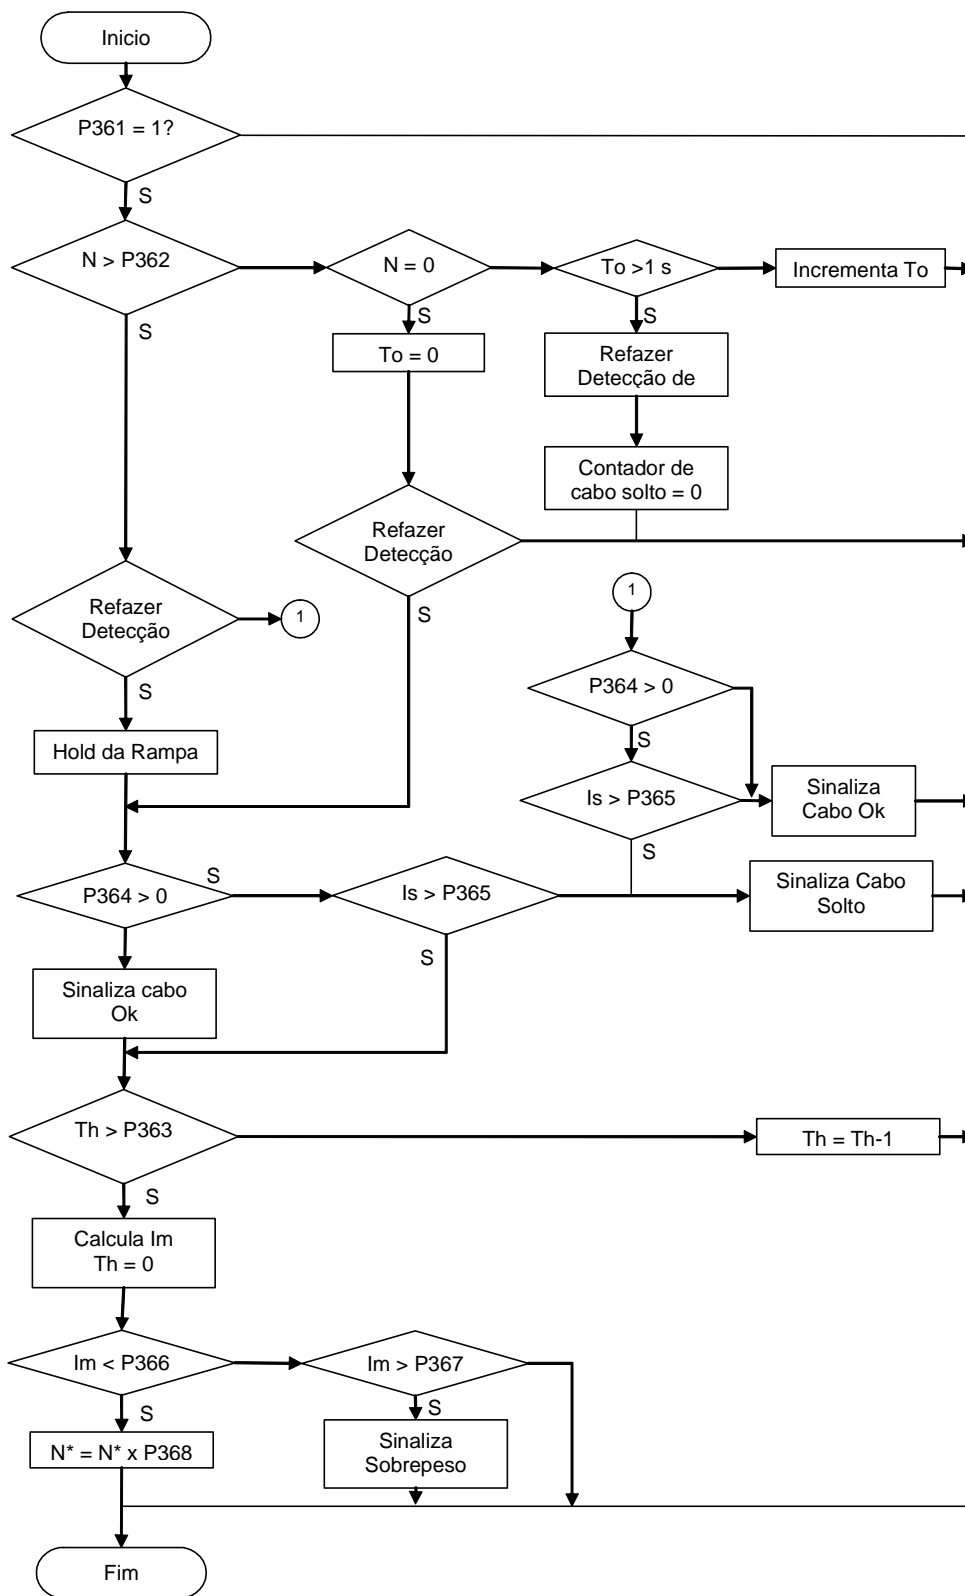 Inicio
P361 = 1?
S
N > P362
N = 0
To >1 s
Incrementa To
S
S
S
To = 0
Refazer
Detecção de
Contador de
cabo solto = 0
Refazer
Detecção
S
Refazer
Detecção
1
1
S
P364 > 0
S
Hold da Rampa
Is > P365
Sinaliza
Cabo Ok
S
P364 > 0
S
Is > P365
Sinaliza Cabo
Solto
S
Sinaliza cabo
Ok
Th > P363
Th = Th-1
S
Calcula Im
Th = 0
Im < P366
Im > P367
S
S
N* = N* x P368
Sinaliza
Sobrepeso
Fim